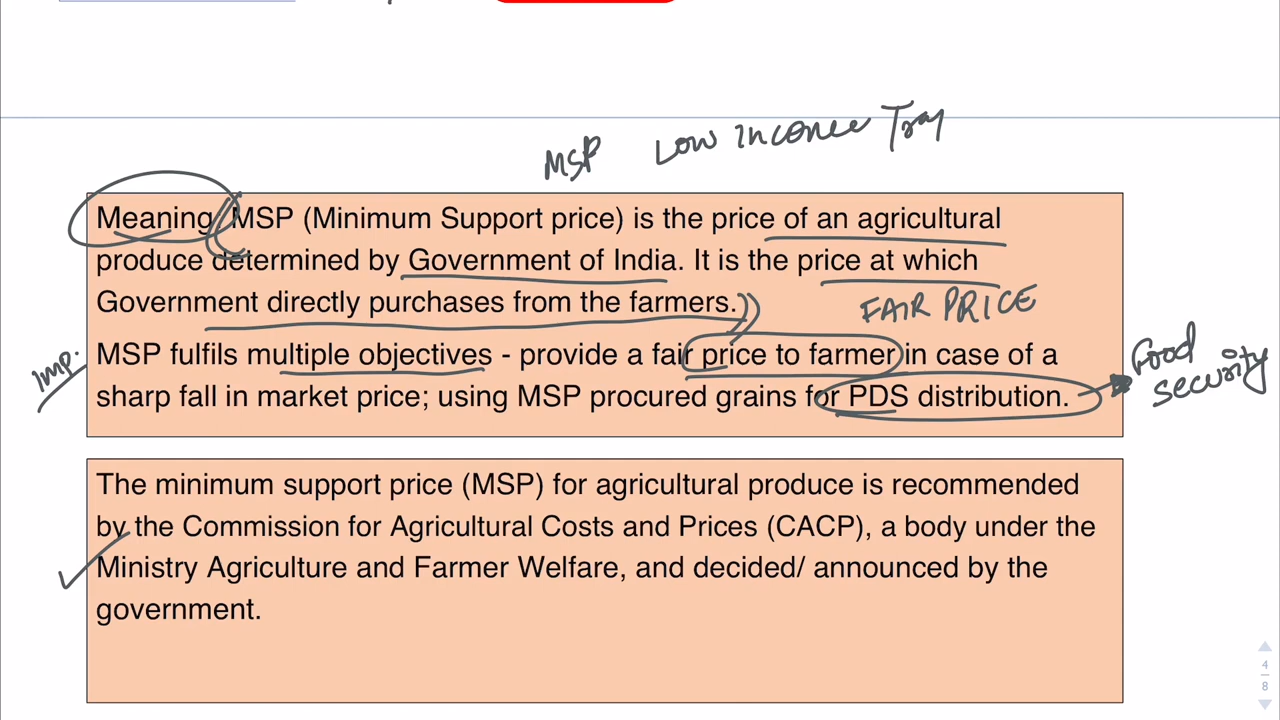 MSP Low Income Trap
Meaning MSP (Minimum Support price) is the price of an agricultural
produce determined by Government of India. It is the price at which
Government directly purchases from the farmers.
FAIR PRICE
MSP fulfils multiple objectives - provide a fair price to farmer in case of a
sharp fall in market price; using MSP procured grains for PDS distribution.
Imp.
Food
security
The minimum support price (MSP) for agricultural produce is recommended
by the Commission for Agricultural Costs and Prices (CACP), a body under the
Ministry Agriculture and Farmer Welfare, and decided/ announced by the
government.
4
8